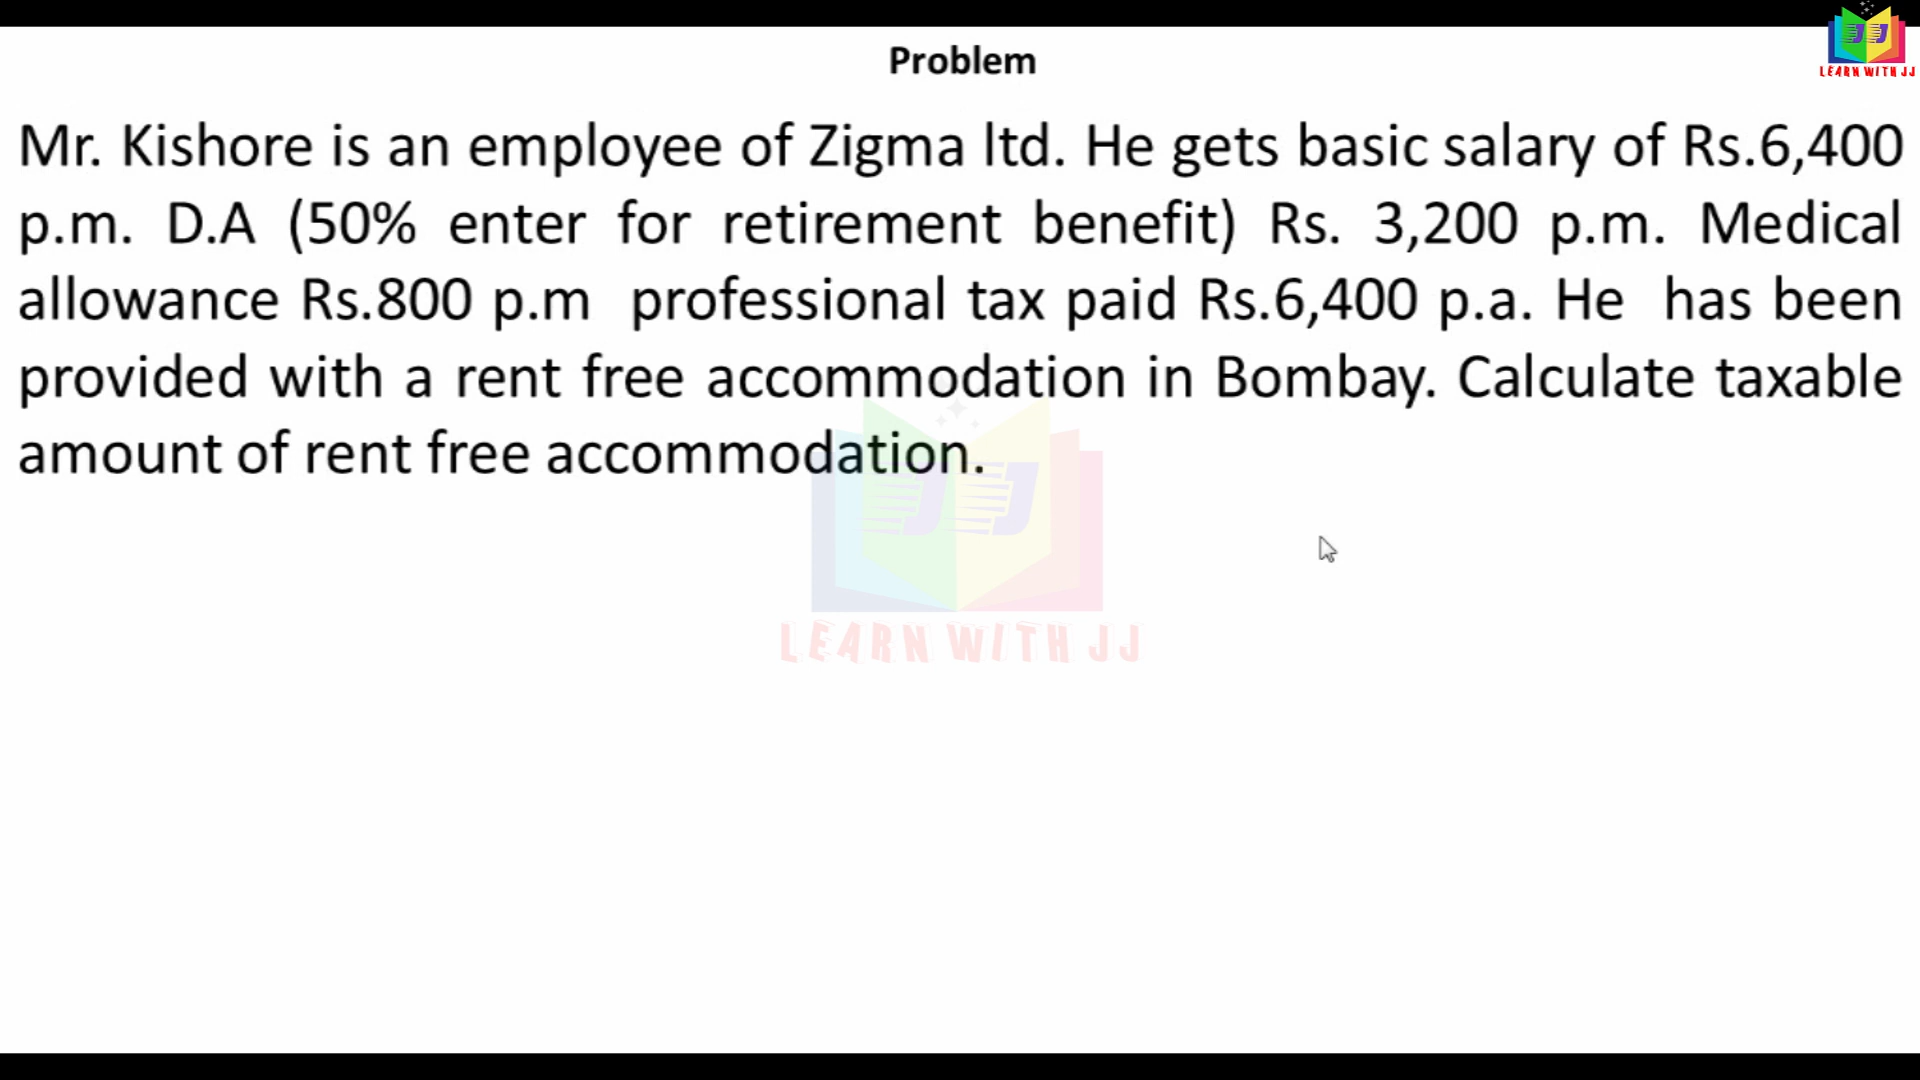 Problem
LEARN WITH JJ
Mr. Kishore is an employee of Zigma ltd. He gets basic salary of Rs.6,400
p.m. D.A (50% enter for retirement benefit) Rs. 3,200 p.m. Medical
allowance Rs.800 p.m professional tax paid Rs.6,400 p.a. He has been
provided with a rent free accommodation in Bombay. Calculate taxable
amount of rent free accommodation.
JJ
LEARN WITH JJ